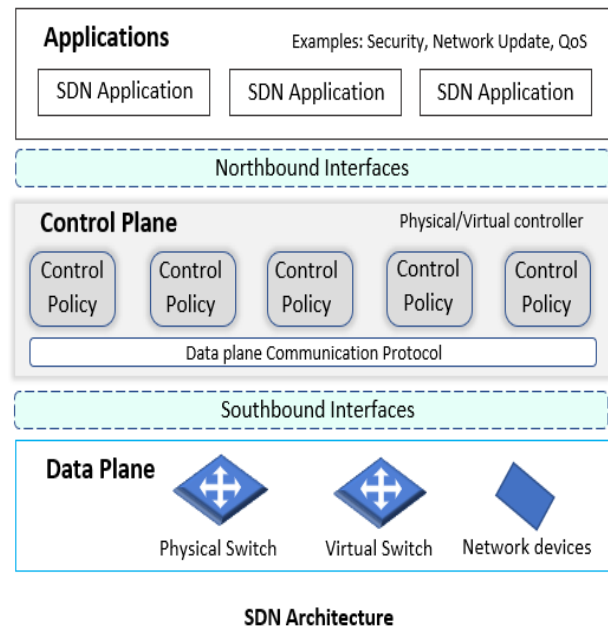 Applications
Examples: Security, Network Update, QoS
SDN Application
SDN Application
SDN Application
Northbound Interfaces
Control Plane
Physical/Virtual controller
Control
Policy
Control
Policy
Control
Policy
Control
Policy
Control
Policy
Data plane Communication Protocol
Southbound Interfaces
Data Plane
Physical Switch
Virtual Switch
Network devices
SDN Architecture